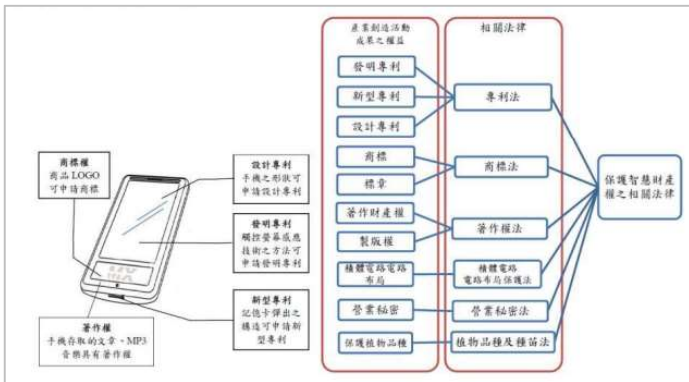 商標權
商品 LOGO
可申請商標
設計專利
手機之形狀可
申請設計專利
發明專利
觸控螢幕感應
技術之方法可
申請發明專利
新型專利
記憶卡彈出之
構造可申請新
型專利
著作權
手機存取的文章、MP3
音樂具有著作權
產業創造活動
成果之權益
發明專利
新型專利
設計專利
商標
標章
著作財產權
製版權
積體電路電路
布局
營業秘密
保護植物品種
相關法律
專利法
商標法
著作權法
積體電路
電路布局保護法
營業秘密法
植物品種及種苗法
保護智慧財產
權之相關法律